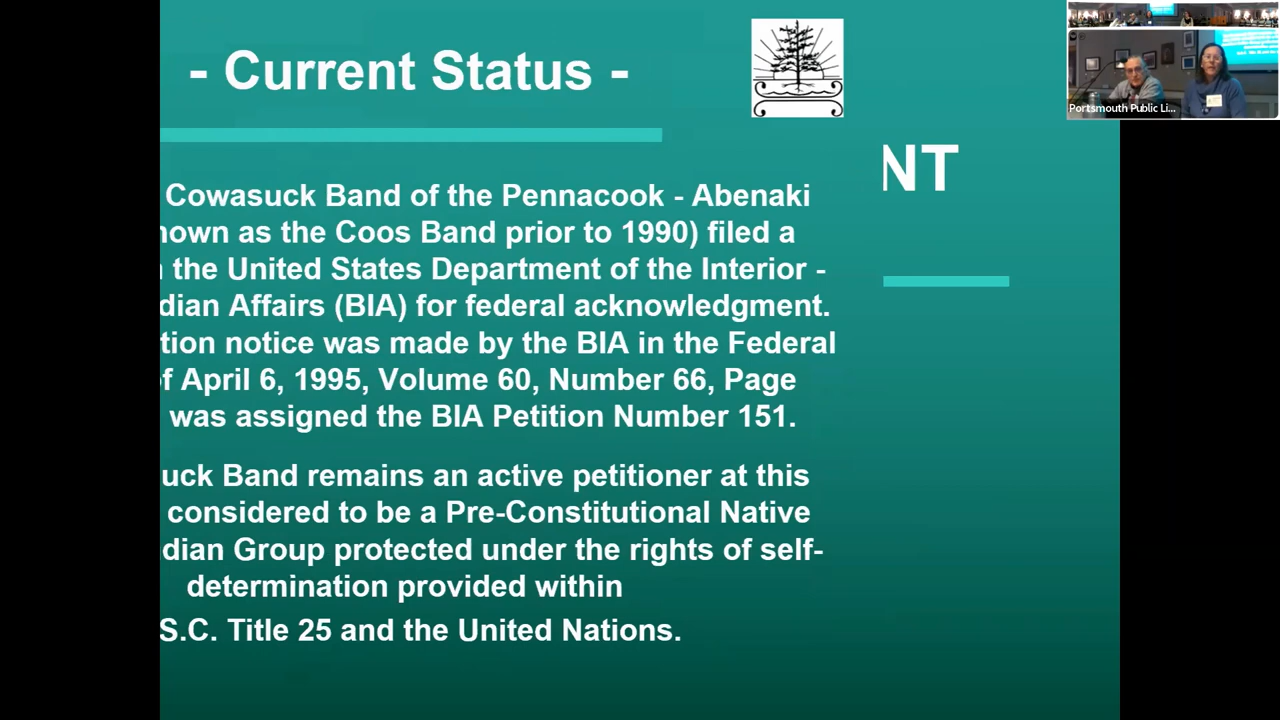 - Current Status -
NT
Cowasuck Band of the Pennacook - Abenaki
nown as the Coos Band prior to 1990) filed a
the United States Department of the Interior -
dian Affairs (BIA) for federal acknowledgment.
tion notice was made by the BIA in the Federal
f April 6, 1995, Volume 60, Number 66, Page
was assigned the BIA Petition Number 151.
uck Band remains an active petitioner at this
considered to be a Pre-Constitutional Native
dian Group protected under the rights of self-
determination provided within
S.C. Title 25 and the United Nations.
Portsmouth Public Li...